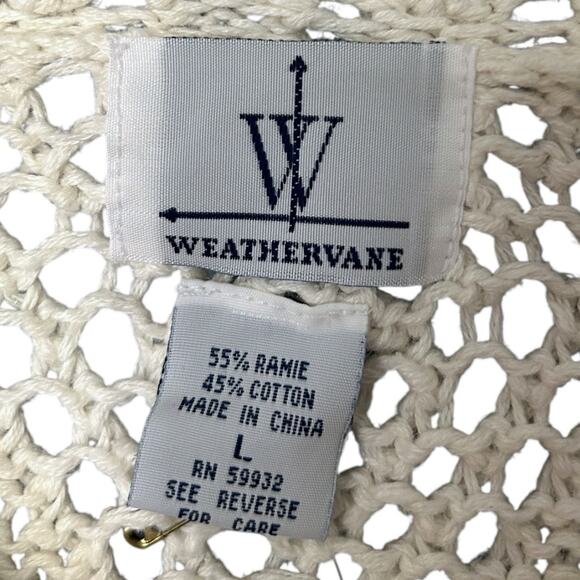 W
WEATHERVANE
55% RAMIE
45% COTTON
MADE IN CHINA
L
RN 59932
SEE REVERSE
FOR CARE